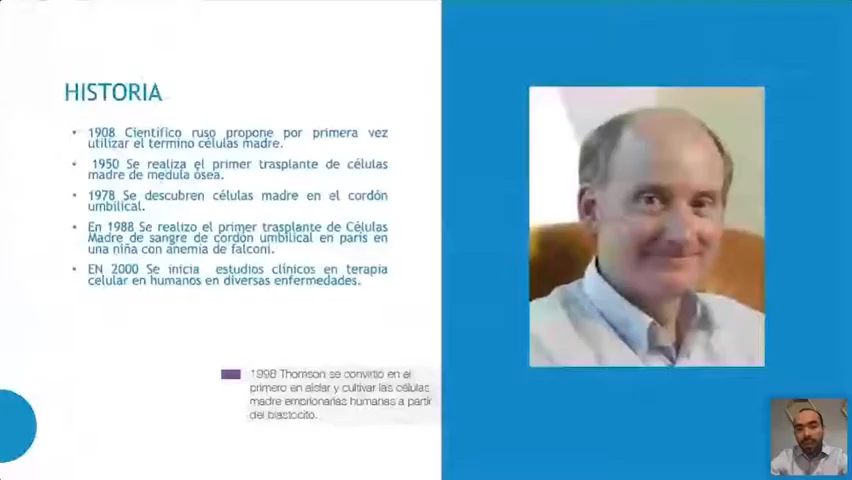 HISTORIA
• 1908 Científico ruso propone por primera vez
utilizar el termino células madre.
• 1950 Se realiza el primer trasplante de células
madre de medula ósea.
• 1978 Se descubren células madre en el cordón
umbilical.
• En 1988 Se realizo el primer trasplante de Células
Madre de sangre de cordón umbilical en paris en
una niña con anemia de falconi.
• EN 2000 Se inicia estudios clínicos en terapia
celular en humanos en diversas enfermedades.
1998 Thomson se convirtió en el
primero en aislar y cultivar las células
madre embrionarias humanas a partir
del blastocito.